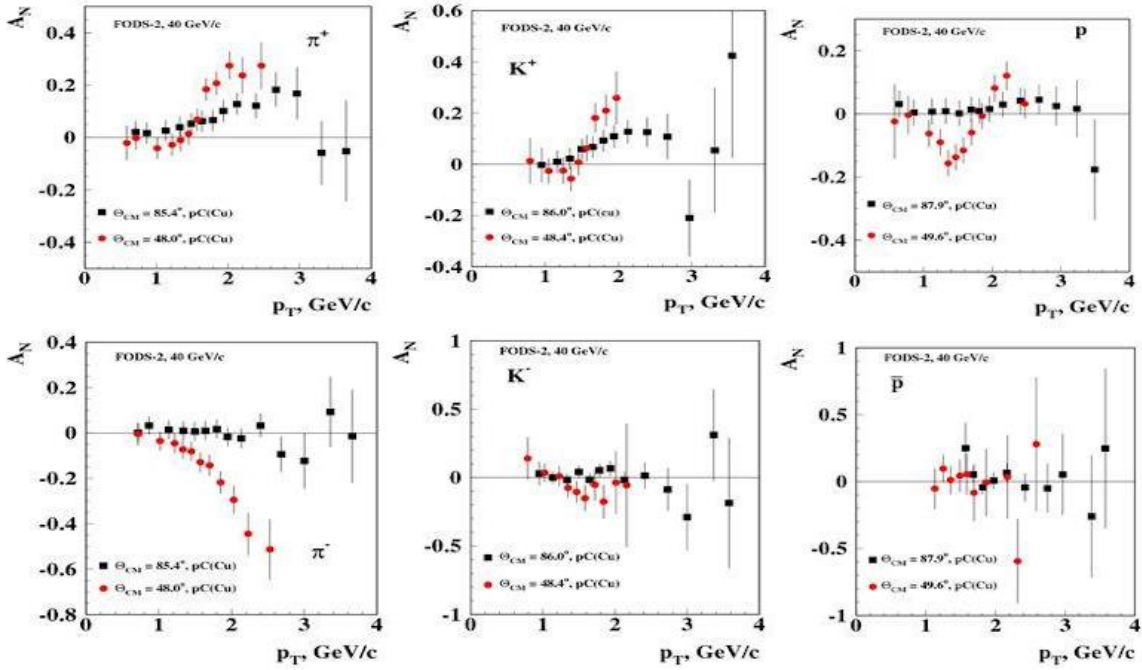 A_N
FODS-2, 40 GeV/c
π⁺
0.4
0.2
0
-0.2
-0.4
Θ_CM = 85.4°, pC(Cu)
Θ_CM = 48.0°, pC(Cu)
0 1 2 3 4
p_T, GeV/c
A_N
FODS-2, 40 GeV/c
K⁺
0.6
0.4
0.2
0
-0.2
-0.4
Θ_CM = 86.0°, pC(cu)
Θ_CM = 48.4°, pC(Cu)
0 1 2 3 4
p_T, GeV/c
A_N
FODS-2, 40 GeV/c
p
0.2
0
-0.2
-0.4
Θ_CM = 87.9°, pC(Cu)
Θ_CM = 49.6°, pC(Cu)
0 1 2 3 4
p_T, GeV/c
A_N
FODS-2, 40 GeV/c
0.4
0.2
0
-0.2
-0.4
-0.6
-0.8
π⁻
Θ_CM = 85.4°, pC(Cu)
Θ_CM = 48.0°, pC(Cu)
0 1 2 3 4
p_T, GeV/c
A_N
FODS-2, 40 GeV/c
K⁻
1
0.5
0
-0.5
-1
Θ_CM = 86.0°, pC(Cu)
Θ_CM = 48.4°, pC(Cu)
0 1 2 3 4
p_T, GeV/c
A_N
FODS-2, 40 GeV/c
p̅
1
0.5
0
-0.5
-1
Θ_CM = 87.9°, pC(Cu)
Θ_CM = 49.6°, pC(Cu)
0 1 2 3 4
p_T, GeV/c